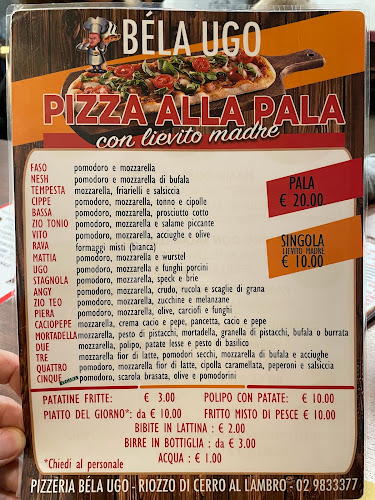 BÉLA UGO
PIZZA ALLA PALA
con lievito madre
FASO pomodoro e mozzarella
NESH pomodoro e mozzarella di bufala
TEMPESTA mozzarella, friarielli e salsiccia
CIPPE pomodoro, mozzarella, tonno e cipolle
BASSA pomodoro, mozzarella, prosciutto cotto
ZIO TONIO pomodoro, mozzarella e salame piccante
VITO pomodoro, mozzarella, acciughe e olive
RAVA formaggi misti (bianca)
MATTIA pomodoro, mozzarella e wurstel
UGO pomodoro, mozzarella e funghi porcini
STAGNOLA pomodoro, mozzarella, speck e brie
ANGY pomodoro, mozzarella, crudo, rucola e scaglie di grana
ZIO TEO pomodoro, mozzarella, zucchine e melanzane
PIERA pomodoro, mozzarella, olive, carciofi e funghi
CACIOPEPE mozzarella, crema cacio e pepe, pancetta, cacio e pepe
MORTADELLA mozzarella, pesto di pistacchi, mortadella, granella di pistacchi, bufala o burrata
DUE mozzarella, polipo, patate lesse e pesto di basilico
TRE mozzarella fior di latte, pomodori secchi, mozzarella di bufala e acciughe
QUATTRO pomodoro, mozzarella fior di latte, cipolla caramellata, peperoni e salsiccia
CINQUE pomodoro, scarola brasata, olive e pomodorini
PALA
€ 20.00
SINGOLA
LIEVITO MADRE
€ 10.00
PATATINE FRITTE: € 3.00 POLIPO CON PATATE: € 10.00
PIATTO DEL GIORNO*: da € 10.00 FRITTO MISTO DI PESCE € 10.00
BIBITE IN LATTINA : € 2.00
BIRRE IN BOTTIGLIA : da € 3.00
ACQUA : € 1.00
*Chiedi al personale
PIZZERIA BÉLA UGO - RIOZZO DI CERRO AL LAMBRO - 02 9833377